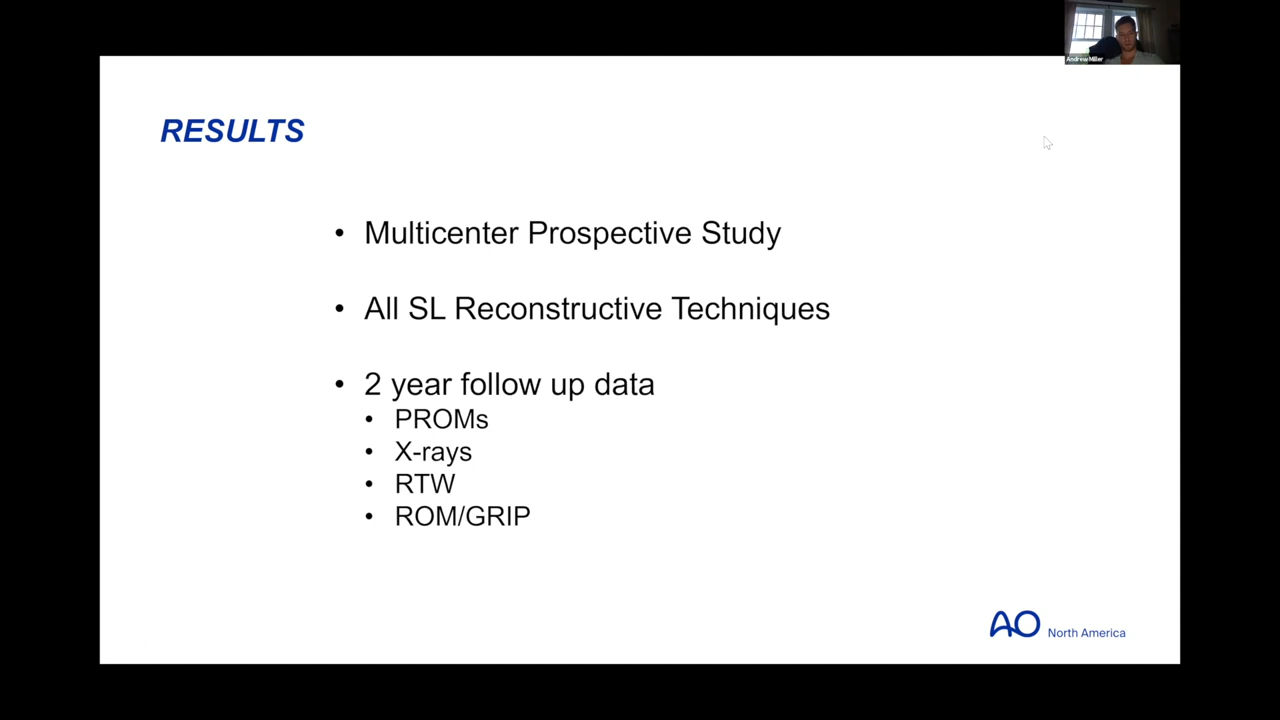 Andrew Miller
RESULTS
• Multicenter Prospective Study
• All SL Reconstructive Techniques
• 2 year follow up data
• PROMs
• X-rays
• RTW
• ROM/GRIP
AO North America